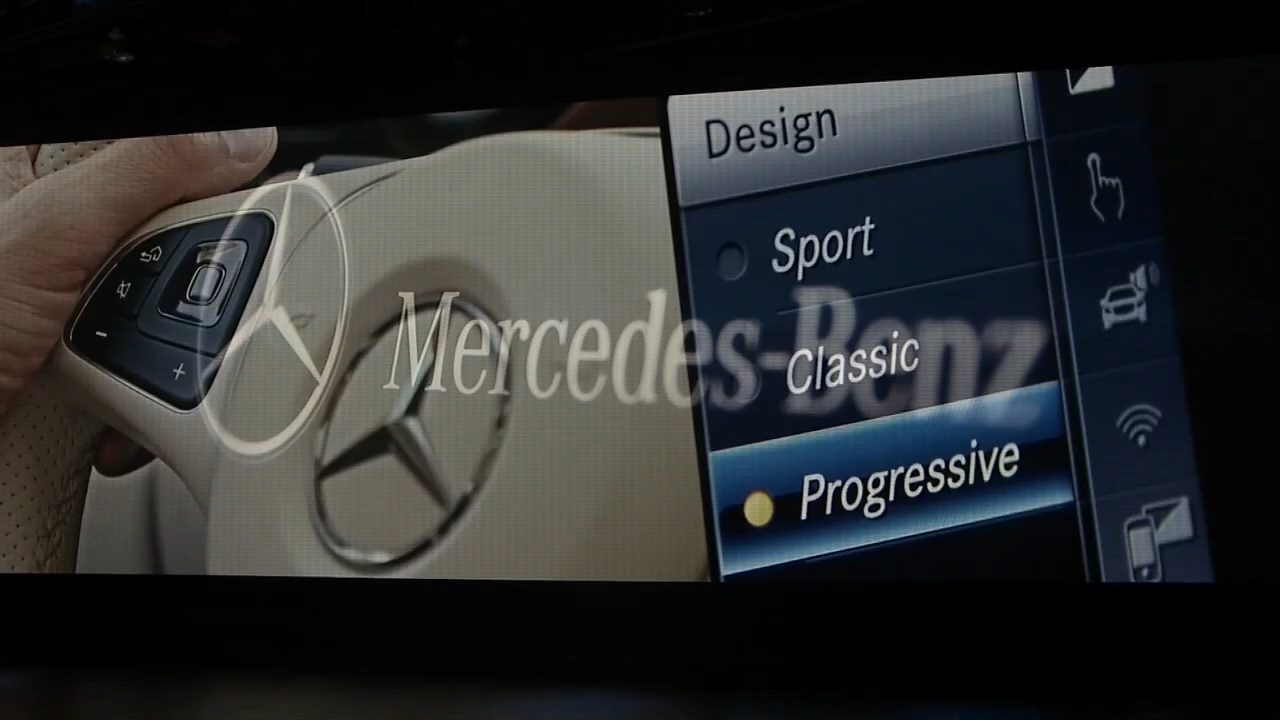 Design
Sport
Mercedes-Benz
Classic
Progressive